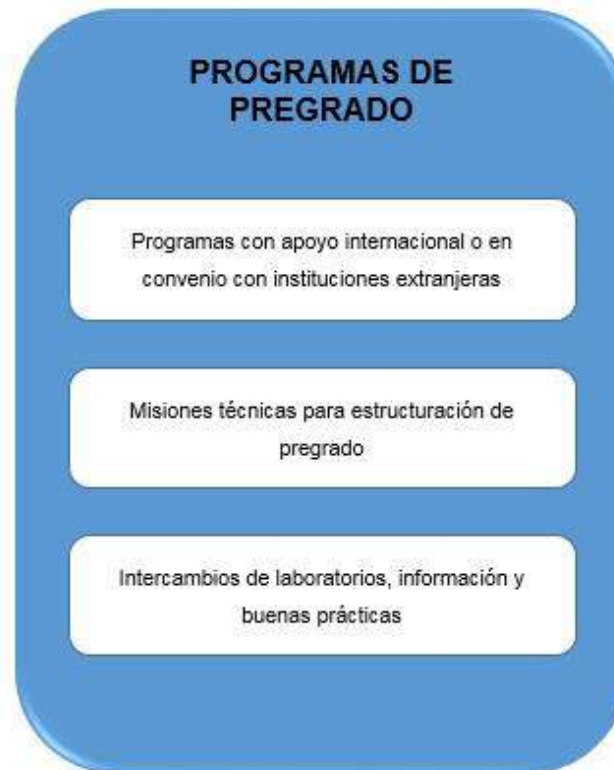 PROGRAMAS DE
PREGRADO
Programas con apoyo internacional o en
convenio con instituciones extranjeras
Misiones técnicas para estructuración de
pregrado
Intercambios de laboratorios, información y
buenas prácticas